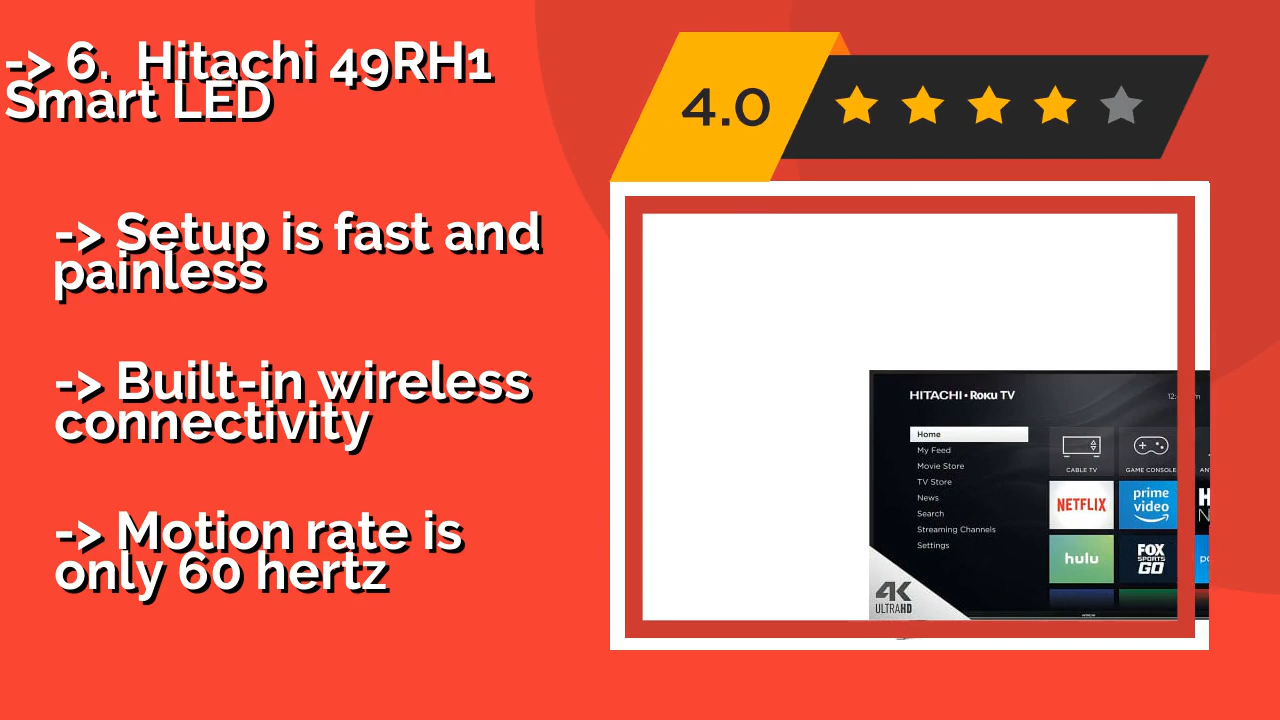 -> 6.  Hitachi 49RH1
Smart LED
-> Setup is fast and
painless
-> Built-in wireless
connectivity
-> Motion rate is
only 60 hertz
4.0
HITACHI • Roku TV
Home
My Feed
Movie Store
TV Store
News
Search
Streaming Channels
Settings
CABLE TV
GAME CONSOLE
NETFLIX
prime
video
hulu
FOX
SPORTS
GO
4K
ULTRAHD